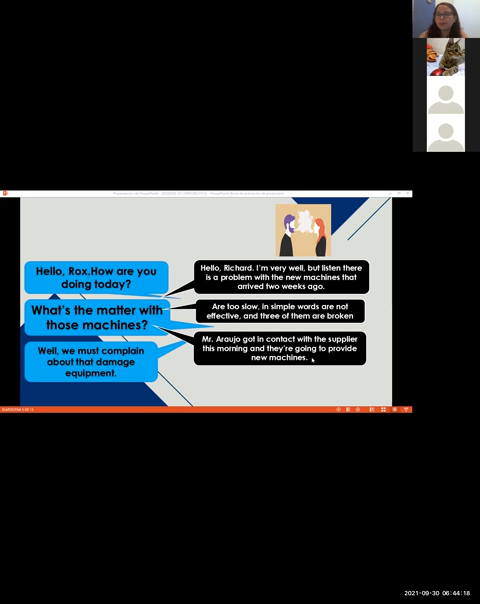 Hello, Rox.How are you
doing today?
Hello, Richard. I'm very well, but listen there
is a problem with the new machines that
arrived two weeks ago.
What's the matter with
those machines?
Are too slow, in simple words are not
effective, and three of them are broken
Well, we must complain
about that damage
equipment.
Mr. Araujo got in contact with the supplier
this morning and they're going to provide
new machines.
2021-09-30 06:44:18